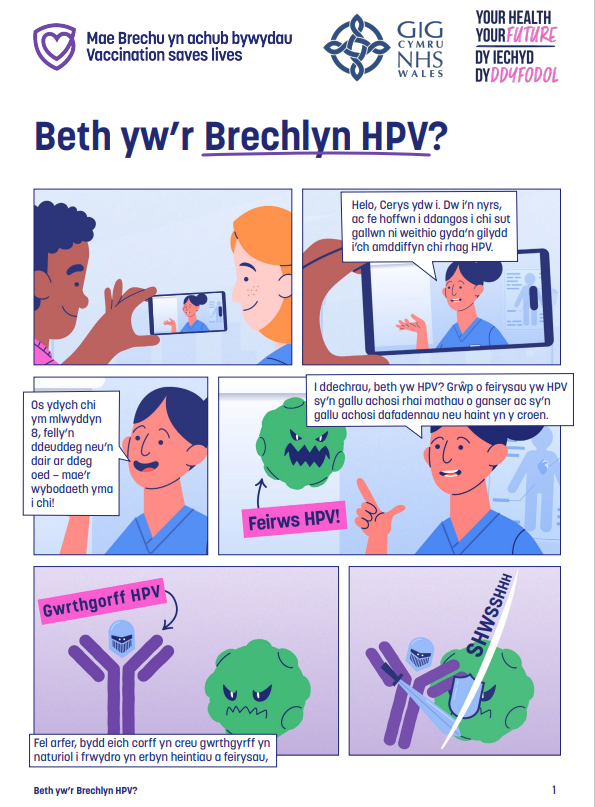 Mae Brechu yn achub bywydau
Vaccination saves lives
GIG
CYMRU
NHS
WALES
YOUR HEALTH
YOUR FUTURE
DY IECHYD
DY DDYFODOL
Beth yw'r Brechlyn HPV?
Helo, Cerys ydw i. Dw i'n nyrs,
ac fe hoffwn i ddangos i chi sut
gallwn ni weithio gyda'n gilydd
i'ch amddiffyn chi rhag HPV.
Os ydych chi
ym mlwyddyn
8, felly'n
ddeuddeg neu'n
dair ar ddeg
oed – mae'r
wybodaeth yma
i chi!
I ddechrau, beth yw HPV? Grŵp o feirysau yw HPV
sy'n gallu achosi rhai mathau o ganser ac sy'n
gallu achosi dafadennau neu haint yn y croen.
Feirws HPV!
Gwrthgorff HPV
Fel arfer, bydd eich corff yn creu gwrthgyrff yn
naturiol i frwydro yn erbyn heintiau a feirysau,
SHWSSSHHH
Beth yw'r Brechlyn HPV?
1